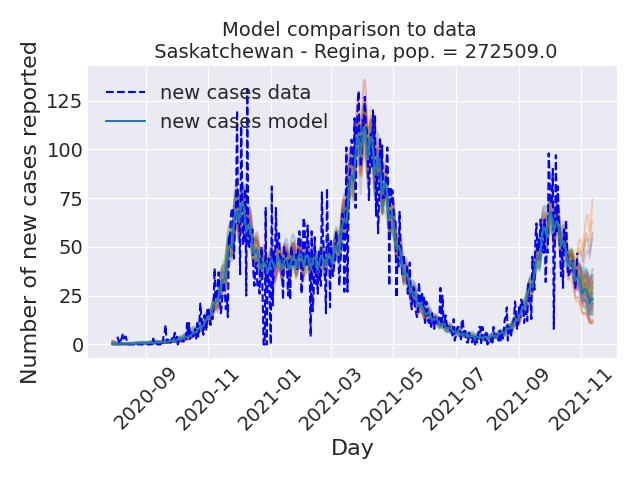 Model comparison to data
Saskatchewan - Regina, pop. = 272509.0
new cases data
new cases model
Number of new cases reported
125
100
75
50
25
0
2020-09
2020-11
2021-01
2021-03
2021-05
2021-07
2021-09
2021-11
Day